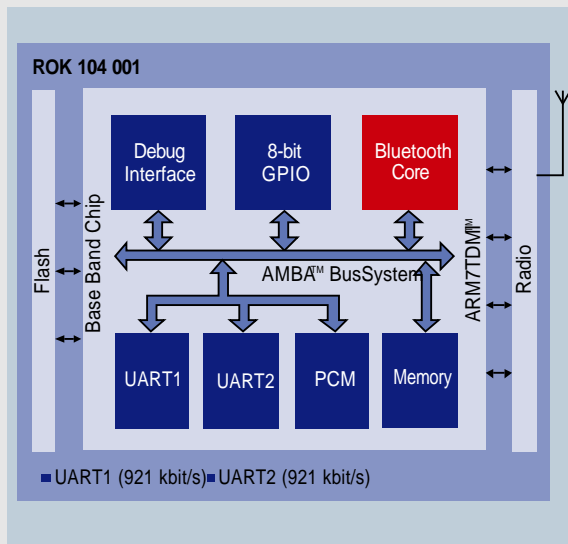 ROK 104 001
Debug
Interface
8-bit
GPIO
Bluetooth
Core
Flash
Base Band Chip
AMBA™ BusSystem
ARM7TDMI™
Radio
UART1
UART2
PCM
Memory
UART1 (921 kbit/s)
UART2 (921 kbit/s)